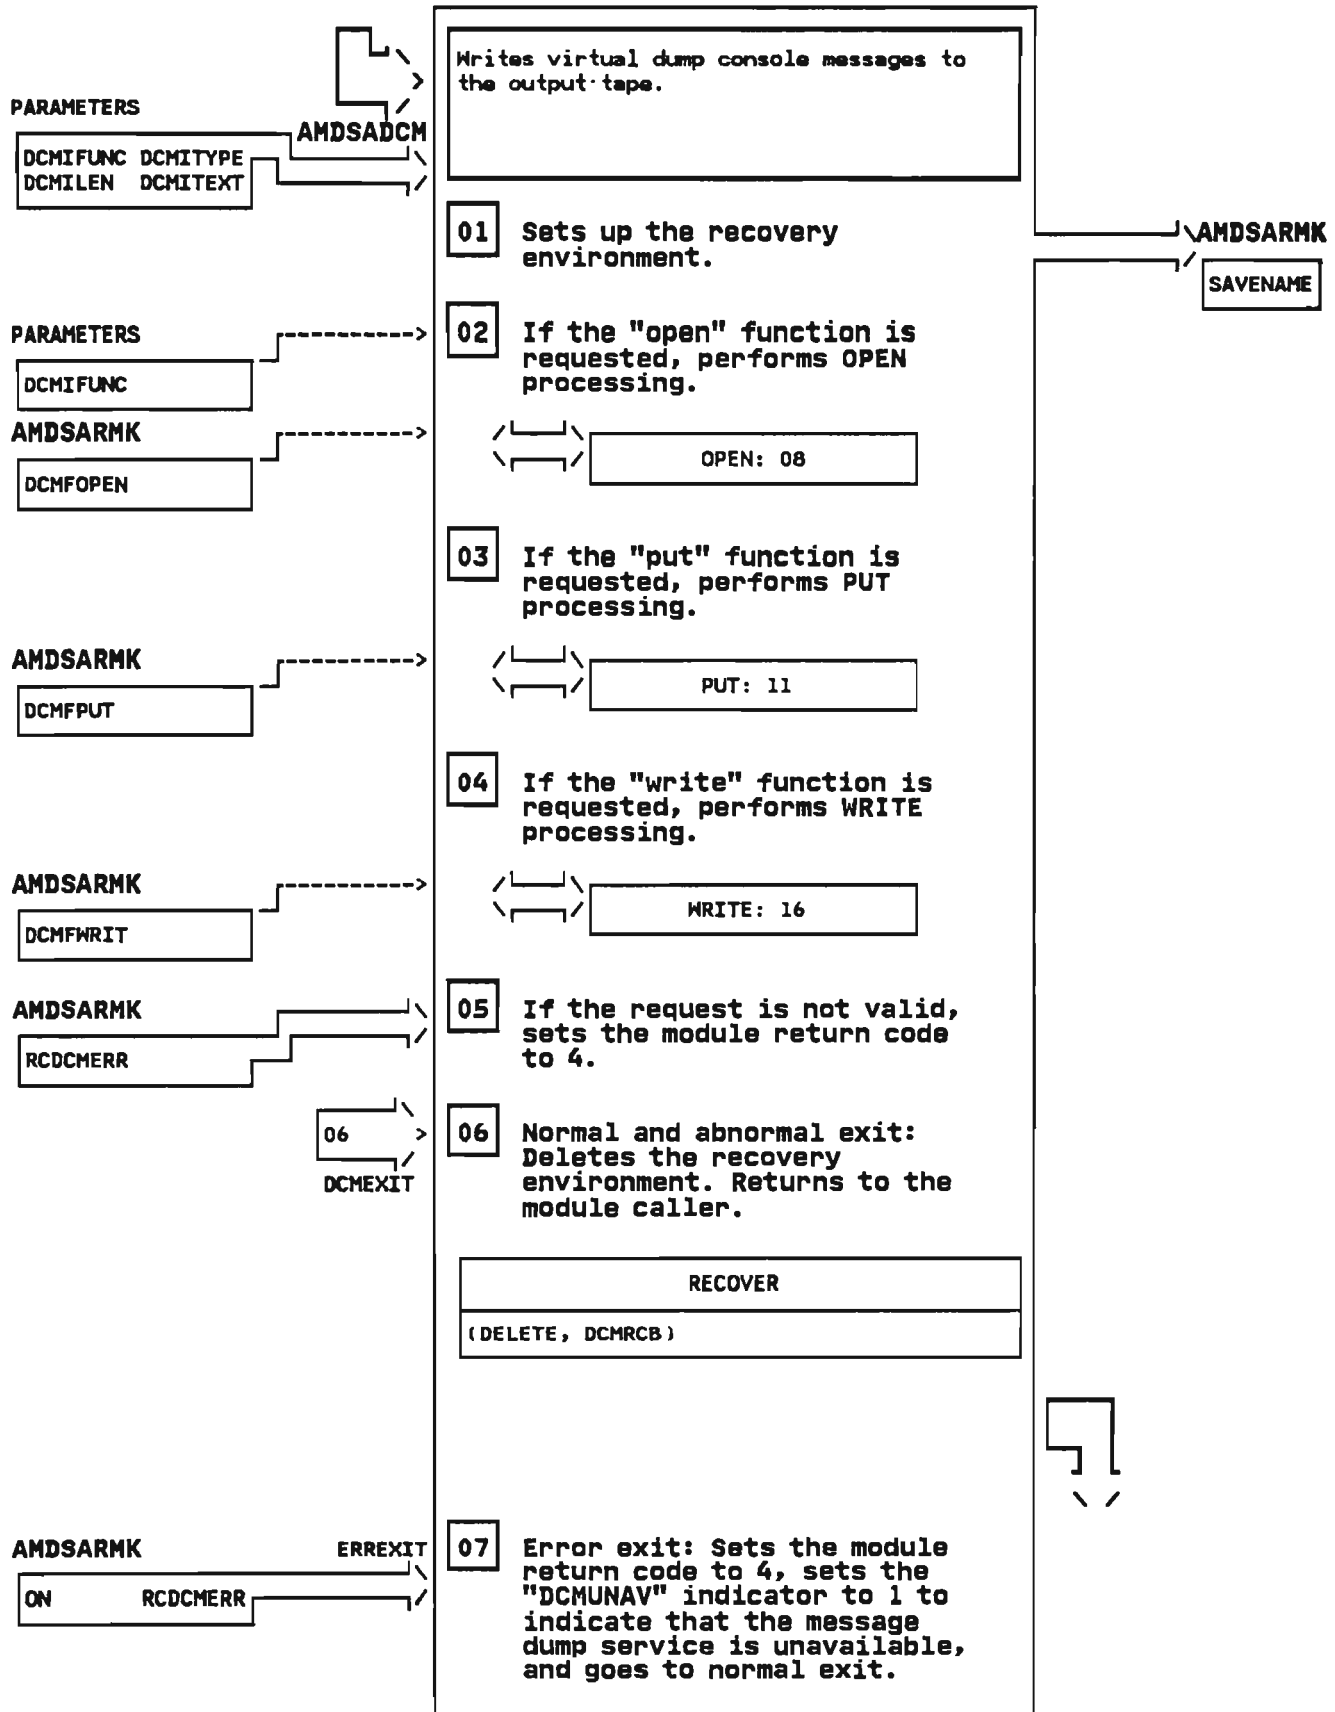 Writes virtual dump console messages to
the output tape.
PARAMETERS
AMDSADCM
DCMIFUNC DCMITYPE
DCMILEN DCMITEXT
01 Sets up the recovery
environment.
AMDSARMK
SAVENAME
PARAMETERS
DCMIFUNC
02 If the "open" function is
requested, performs OPEN
processing.
AMDSARMK
DCMFOPEN
OPEN: 08
03 If the "put" function is
requested, performs PUT
processing.
AMDSARMK
DCMFPUT
PUT: 11
04 If the "write" function is
requested, performs WRITE
processing.
AMDSARMK
DCMFWRIT
WRITE: 16
AMDSARMK
RCDCMERR
05 If the request is not valid,
sets the module return code
to 4.
06
DCMEXIT
06 Normal and abnormal exit:
Deletes the recovery
environment. Returns to the
module caller.
RECOVER
(DELETE, DCMRCB)
AMDSARMK
ERREXIT
ON RCDCMERR
07 Error exit: Sets the module
return code to 4, sets the
"DCMUNAV" indicator to 1 to
indicate that the message
dump service is unavailable,
and goes to normal exit.